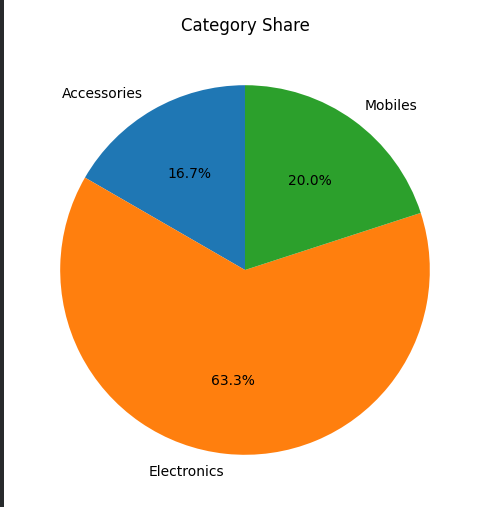 Category Share
Accessories
Mobiles
16.7%
20.0%
63.3%
Electronics